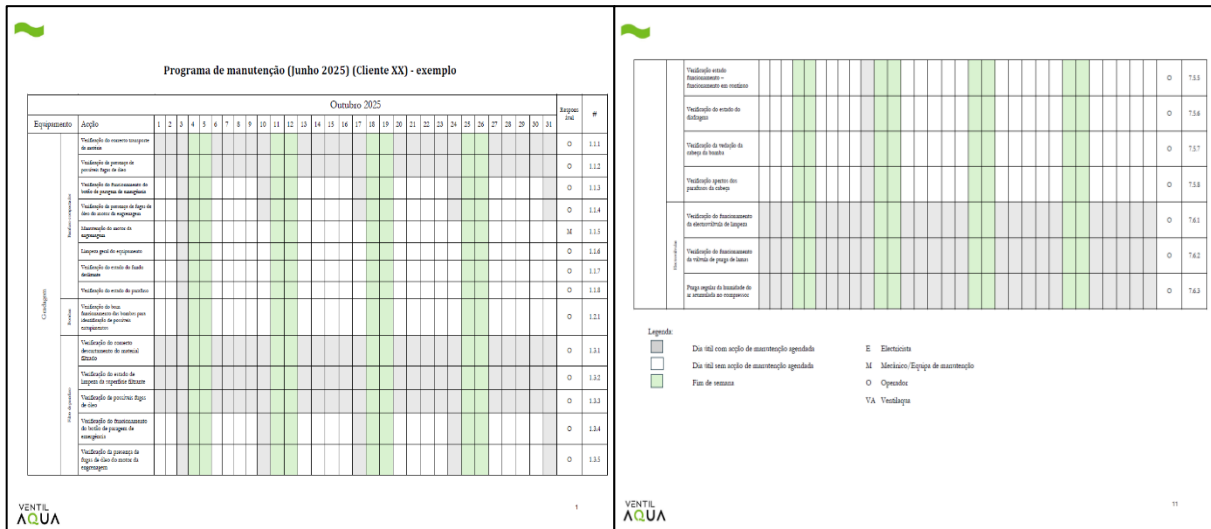 Programa de manutenção (Junho 2025) (Cliente XX) - exemplo
Outubro 2025
Equipamento Acção 1 2 3 4 5 6 7 8 9 10 11 12 13 14 15 16 17 18 19 20 21 22 23 24 25 26 27 28 29 30 31 #
Verificação do correcto transporte
O 1.1.1
Verificação da presença de
possíveis fugas de óleo
O 1.1.2
Verificação do funcionamento do
botão de paragem de emergência
O 1.1.3
Verificação da presença de fugas de
óleo do motor da engrenagem
O 1.1.4
Manutenção do motor da
engrenagem
M 1.1.5
Limpeza geral do equipamento
O 1.1.6
Verificação do estado do fundo
O 1.1.7
Verificação do estado do parafuso
O 1.1.8
Gradagem
Verificação do bom
funcionamento das bombas para
identificação de possíveis
entupimentos
O 1.2.1
Verificação do correcto
descarregamento do material
filtrado
O 1.3.1
Verificação do estado de
limpeza da superfície filtrante
O 1.3.2
Verificação de possíveis fugas
de óleo
O 1.3.3
Verificação do funcionamento
do botão de paragem de
emergência
O 1.3.4
Verificação da presença de
fugas de óleo do motor da
engrenagem
O 1.3.5
VENTIL
AQUA
1
Verificação estado
funcionamento –
funcionamento em contínuo
O 7.5.5
Verificação do estado do
diafragma
O 7.5.6
Verificação da vedação da
cabeça da bomba
O 7.5.7
Verificação apertos dos
parafusos da cabeça
O 7.5.8
Verificação do funcionamento
da electroválvula de limpeza
O 7.6.1
Verificação do funcionamento
da válvula de purga de lamas
O 7.6.2
Purga regular da humidade do
ar acumulada no compressor
O 7.6.3
Legenda:
Dia útil com acção de manutenção agendada
Dia útil sem acção de manutenção agendada
Fim de semana
E Electricista
M Mecânico/Equipa de manutenção
O Operador
VA Ventilaqua
VENTIL
AQUA
11